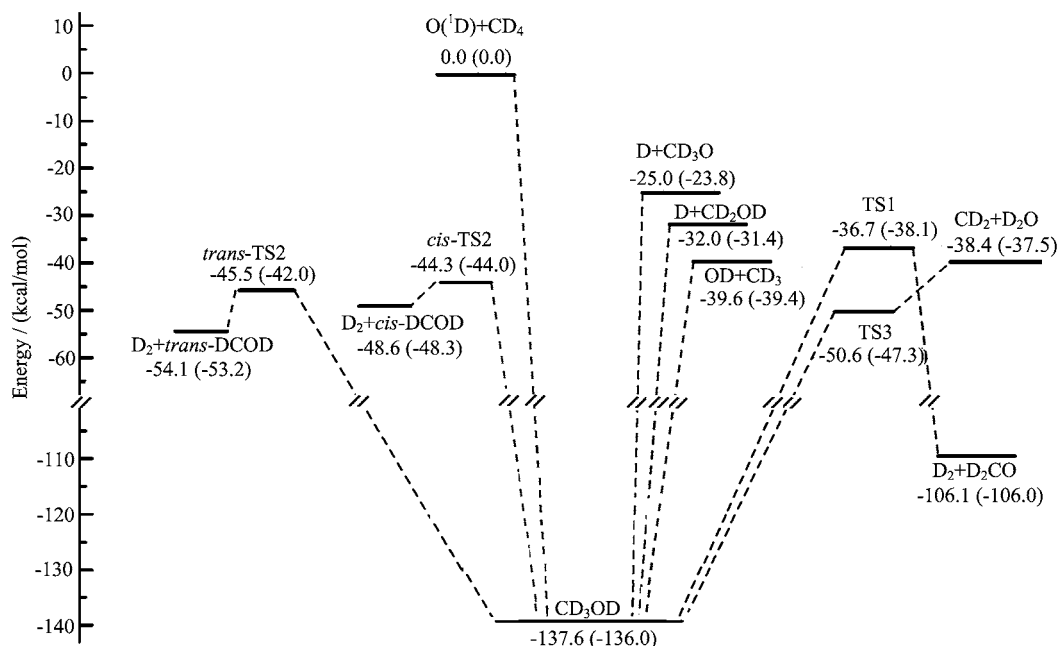 Energy / (kcal/mol)
10
0
-10
-20
-30
-40
-50
-60
-110
-120
-130
-140
O(¹D)+CD₄
0.0 (0.0)
D+CD₃O
-25.0 (-23.8)
D+CD₂OD
-32.0 (-31.4)
OD+CD₃
-39.6 (-39.4)
TS1
-36.7 (-38.1)
CD₂+D₂O
-38.4 (-37.5)
trans-TS2
-45.5 (-42.0)
cis-TS2
-44.3 (-44.0)
D₂+trans-DCOD
-54.1 (-53.2)
D₂+cis-DCOD
-48.6 (-48.3)
TS3
-50.6 (-47.3)
D₂+D₂CO
-106.1 (-106.0)
CD₃OD
-137.6 (-136.0)